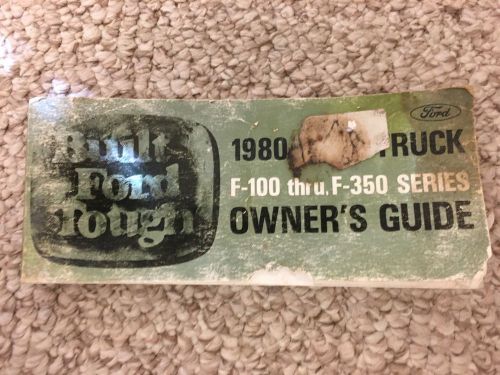 Built
Ford
Tough
Ford
1980 TRUCK
F-100 thru. F-350 SERIES
OWNER'S GUIDE